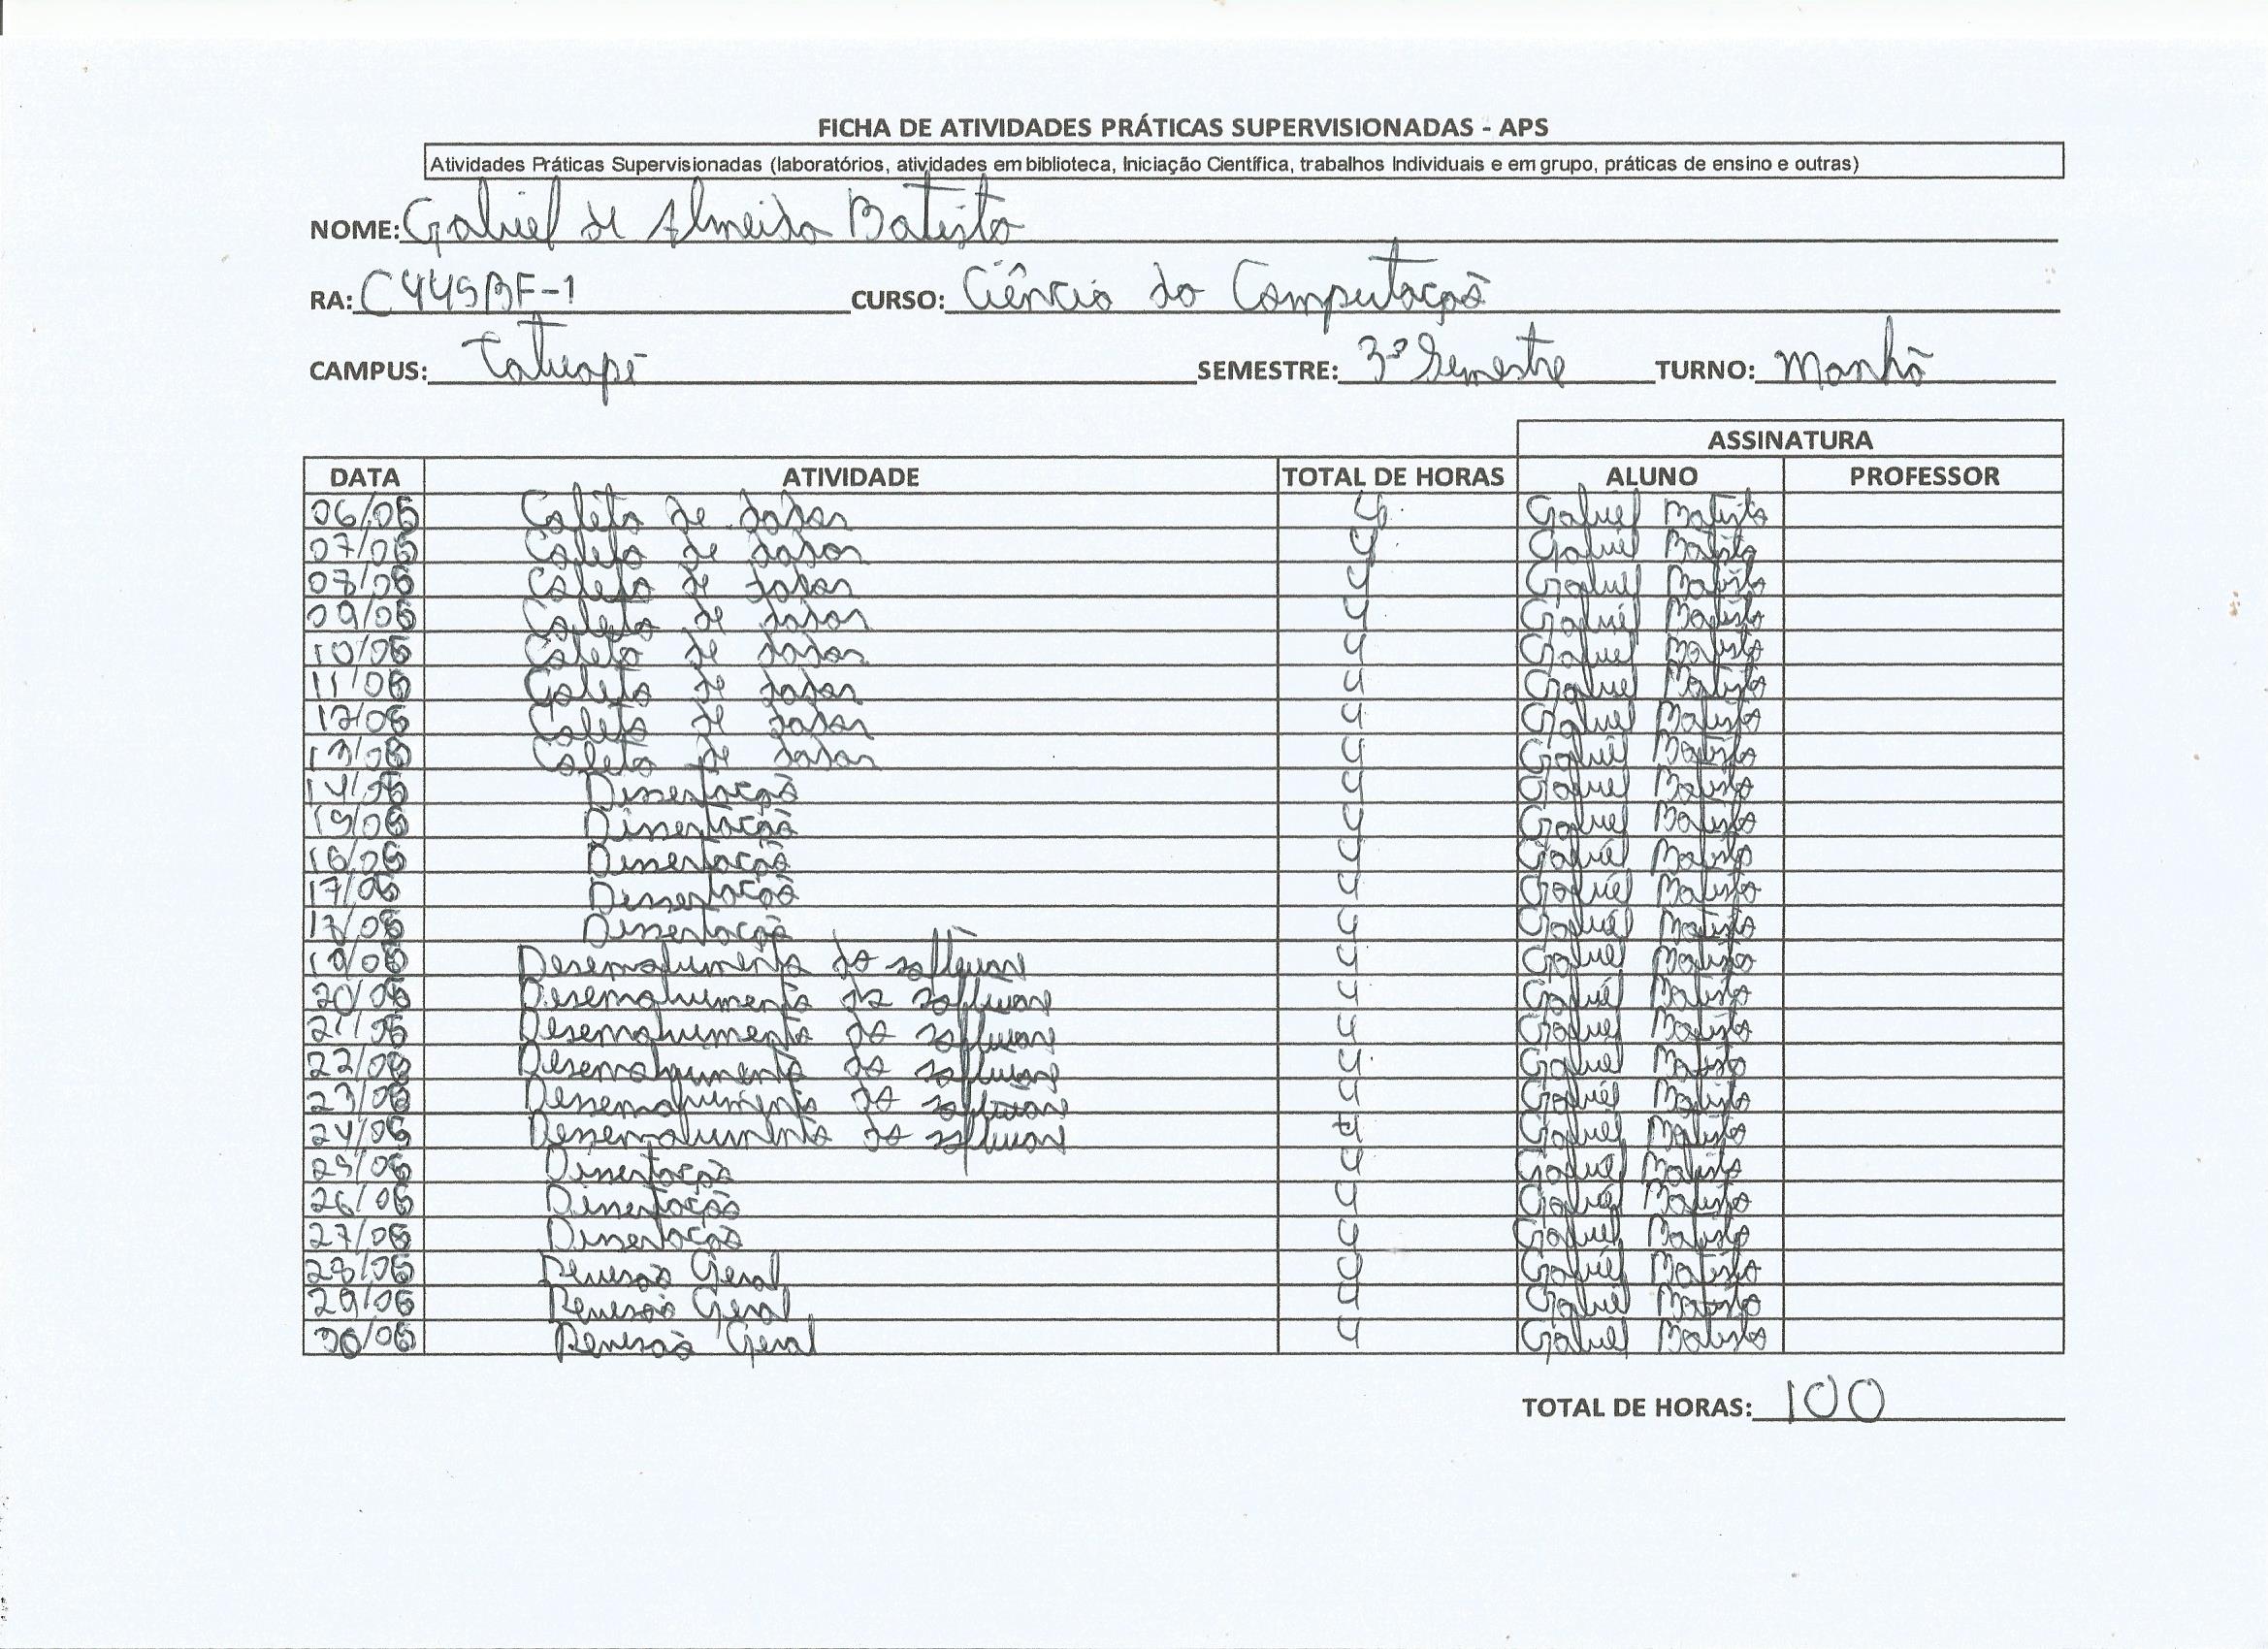 FICHA DE ATIVIDADES PRÁTICAS SUPERVISIONADAS - APS
Atividades Práticas Supervisionadas (laboratórios, atividades em biblioteca, Iniciação Científica, trabalhos Individuais e em grupo, práticas de ensino e outras)
NOME: Gabriel de Almeida Batista
RA: C449BF-1 CURSO: Ciência da Computação
CAMPUS: Tatuapé SEMESTRE: 3º Semestre TURNO: Manhã
ASSINATURA
DATA ATIVIDADE TOTAL DE HORAS ALUNO PROFESSOR
06/05 Coleta de dados 4 Gabriel Batista
07/05 Coleta de dados 4 Gabriel Batista
08/05 Coleta de dados 4 Gabriel Batista
09/05 Coleta de dados 4 Gabriel Batista
10/05 Coleta de dados 4 Gabriel Batista
11/05 Coleta de dados 4 Gabriel Batista
12/05 Coleta de dados 4 Gabriel Batista
13/05 Coleta de dados 4 Gabriel Batista
14/05 Dissertação 4 Gabriel Batista
15/05 Dissertação 4 Gabriel Batista
16/05 Dissertação 4 Gabriel Batista
17/05 Dissertação 4 Gabriel Batista
18/05 Dissertação 4 Gabriel Batista
19/05 Desenvolvimento do software 4 Gabriel Batista
20/05 Desenvolvimento do software 4 Gabriel Batista
21/05 Desenvolvimento do software 4 Gabriel Batista
22/05 Desenvolvimento do software 4 Gabriel Batista
23/05 Desenvolvimento do software 4 Gabriel Batista
24/05 Desenvolvimento do software 4 Gabriel Batista
25/05 Dissertação 4 Gabriel Batista
26/05 Dissertação 4 Gabriel Batista
27/05 Dissertação 4 Gabriel Batista
28/05 Revisão Geral 4 Gabriel Batista
29/05 Revisão Geral 4 Gabriel Batista
30/05 Revisão Geral 4 Gabriel Batista
TOTAL DE HORAS: 100